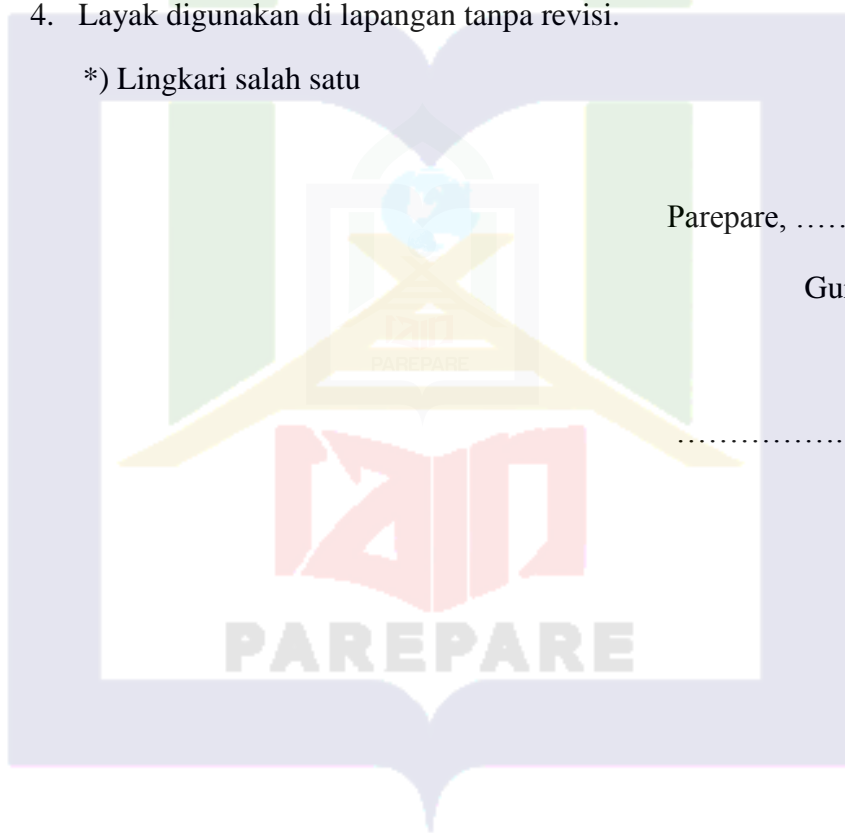 4. Layak digunakan di lapangan tanpa revisi.
*) Lingkari salah satu
Parepare, ……
PAREPARE
……………..
PAREPARE